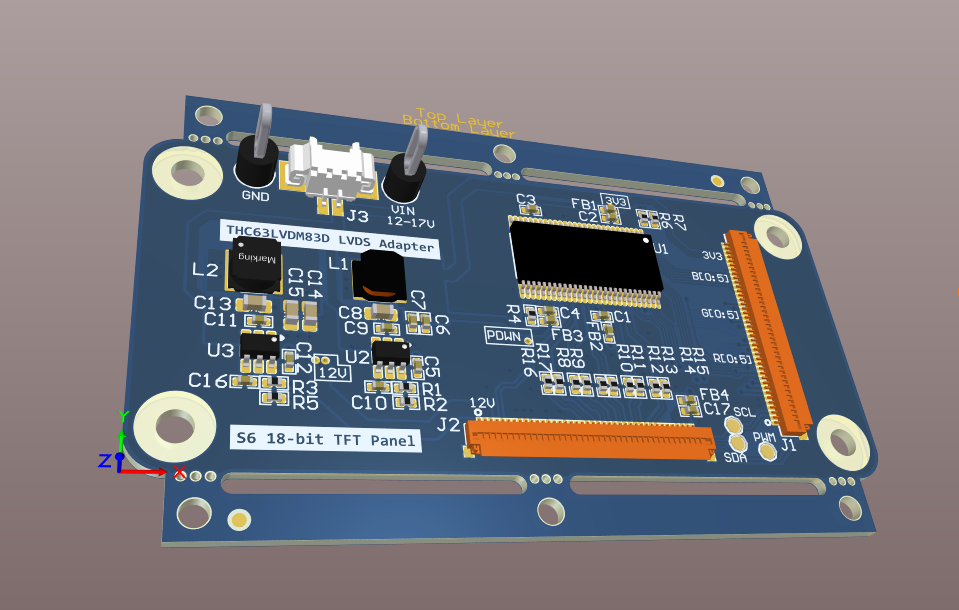 Top Layer
Bottom Layer
GND
J3
VIN
12-17V
C3
FB1
3V3
C2
R6
R7
THC63LVDM83D LVDS Adapter
U1
3V3
Marking
L2
L1
B[0:5]
C15
C14
C13
C11
C8
C9
C7
C6
G[0:5]
R4
C4
C1
FB3
FB2
PDWN
U3
C12
12V
U2
C5
R16
R17
R8
R9
R10
R11
R12
R13
R14
R15
R[0:5]
C16
R3
R5
R1
C10
R2
FB4
C17
12V
J2
SCL
PWM
J1
SDA
S6 18-bit TFT Panel
Y
Z
X